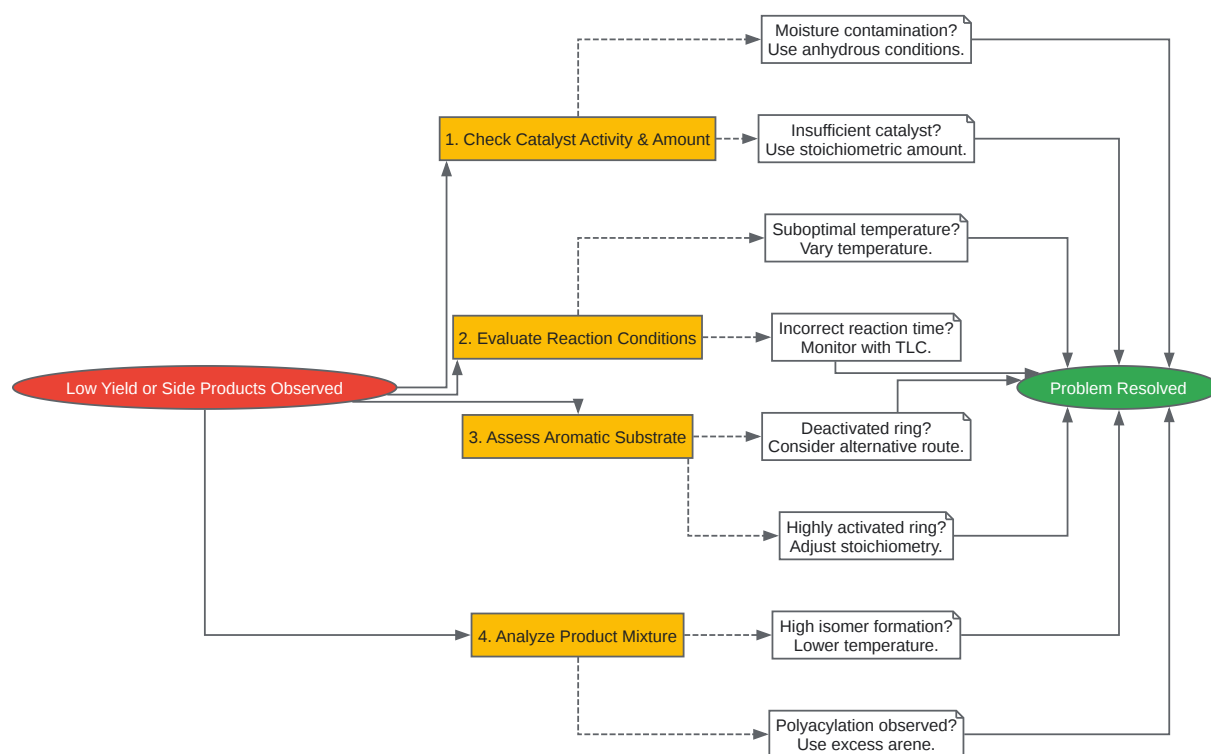 Moisture contamination?
Use anhydrous conditions.
1. Check Catalyst Activity & Amount
Insufficient catalyst?
Use stoichiometric amount.
Suboptimal temperature?
Vary temperature.
2. Evaluate Reaction Conditions
Incorrect reaction time?
Monitor with TLC.
Low Yield or Side Products Observed
Problem Resolved
3. Assess Aromatic Substrate
Deactivated ring?
Consider alternative route.
Highly activated ring?
Adjust stoichiometry.
4. Analyze Product Mixture
High isomer formation?
Lower temperature.
Polyacylation observed?
Use excess arene.